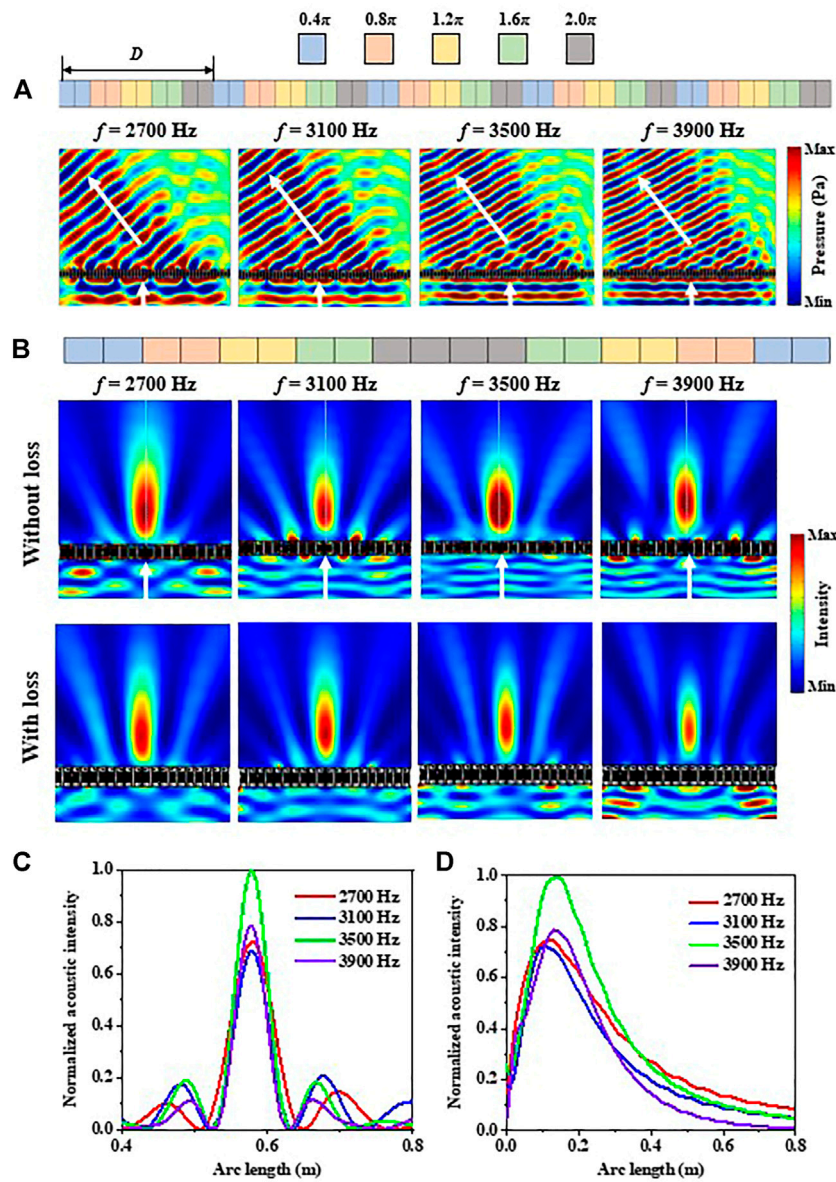 0.4π 0.8π 1.2π 1.6π 2.0π
D
A
f = 2700 Hz f = 3100 Hz f = 3500 Hz f = 3900 Hz
Max
Pressure (Pa)
Min
B
f = 2700 Hz f = 3100 Hz f = 3500 Hz f = 3900 Hz
Without loss
With loss
Max
Intensity
Min
C
Normalized acoustic intensity
1.0
0.8
0.6
0.4
0.2
0.0
0.4 0.6 0.8
Arc length (m)
2700 Hz
3100 Hz
3500 Hz
3900 Hz
D
Normalized acoustic intensity
1.0
0.8
0.6
0.4
0.2
0.0
0.0 0.2 0.4 0.6 0.8
Arc length (m)
2700 Hz
3100 Hz
3500 Hz
3900 Hz